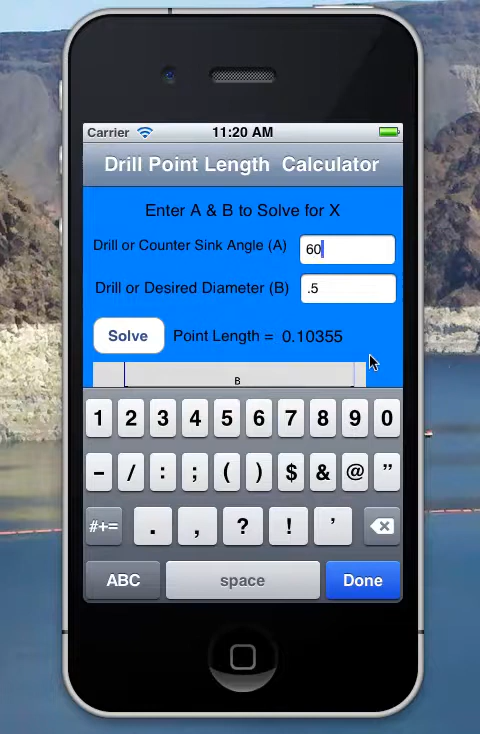 Carrier 11:20 AM
Drill Point Length Calculator
Enter A & B to Solve for X
Drill or Counter Sink Angle (A) 60
Drill or Desired Diameter (B) .5
Solve Point Length = 0.10355
B
1 2 3 4 5 6 7 8 9 0
- / : ; ( ) $ & @ "
#+= . , ? ! '
ABC space Done